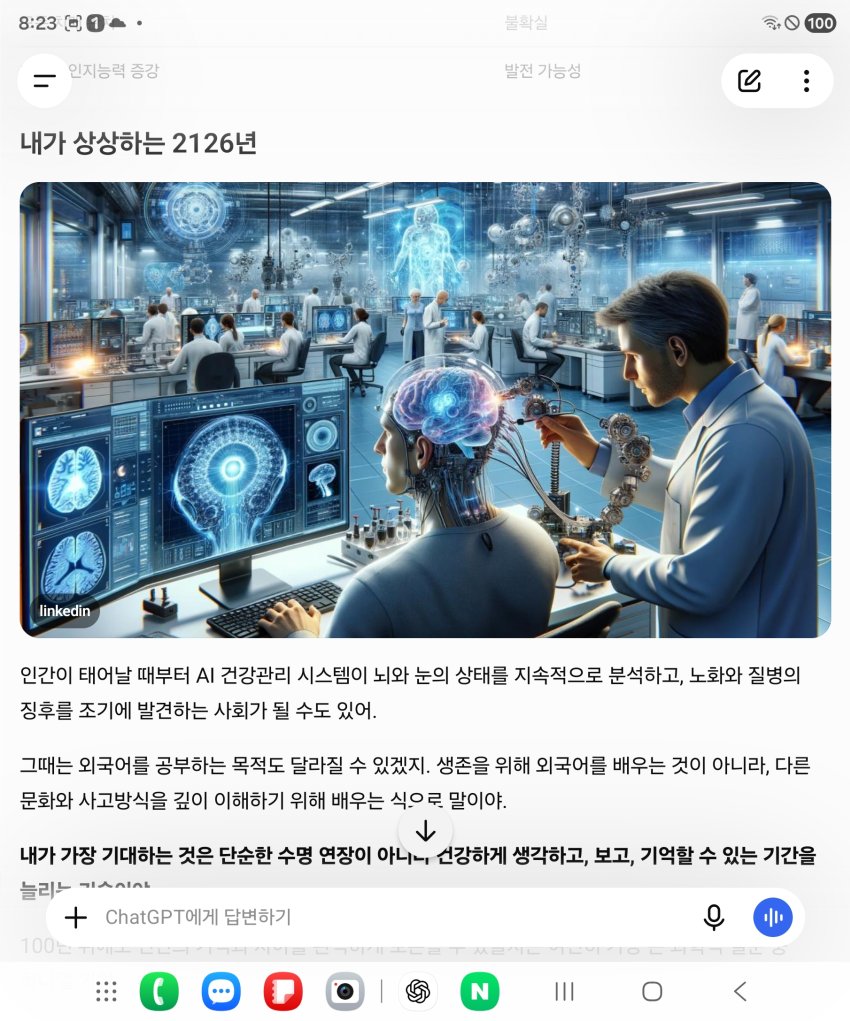 8:23
1
100
불확실
인지능력 증강
발전 가능성
내가 상상하는 2126년
linkedin
인간이 태어날 때부터 AI 건강관리 시스템이 뇌와 눈의 상태를 지속적으로 분석하고, 노화와 질병의
징후를 조기에 발견하는 사회가 될 수도 있어.
그때는 외국어를 공부하는 목적도 달라질 수 있겠지. 생존을 위해 외국어를 배우는 것이 아니라, 다른
문화와 사고방식을 깊이 이해하기 위해 배우는 식으로 말이야.
내가 가장 기대하는 것은 단순한 수명 연장이 아니라 건강하게 생각하고, 보고, 기억할 수 있는 기간을
늘리는 기술이야
ChatGPT에게 답변하기
N